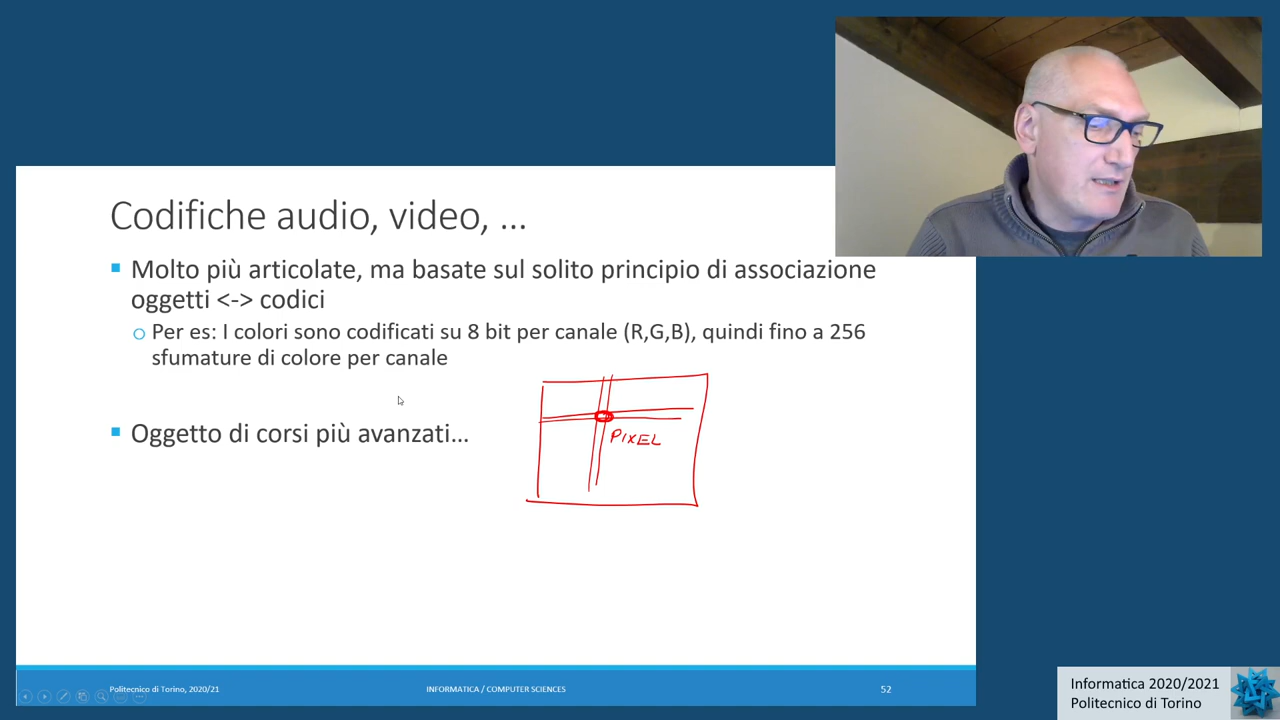 Codifiche audio, video, ...
Molto più articolate, ma basate sul solito principio di associazione
oggetti <-> codici
Per es: I colori sono codificati su 8 bit per canale (R,G,B), quindi fino a 256
sfumature di colore per canale
PIXEL
Oggetto di corsi più avanzati...
Politecnico di Torino, 2020/21
INFORMATICA / COMPUTER SCIENCES
52
Informatica 2020/2021
Politecnico di Torino